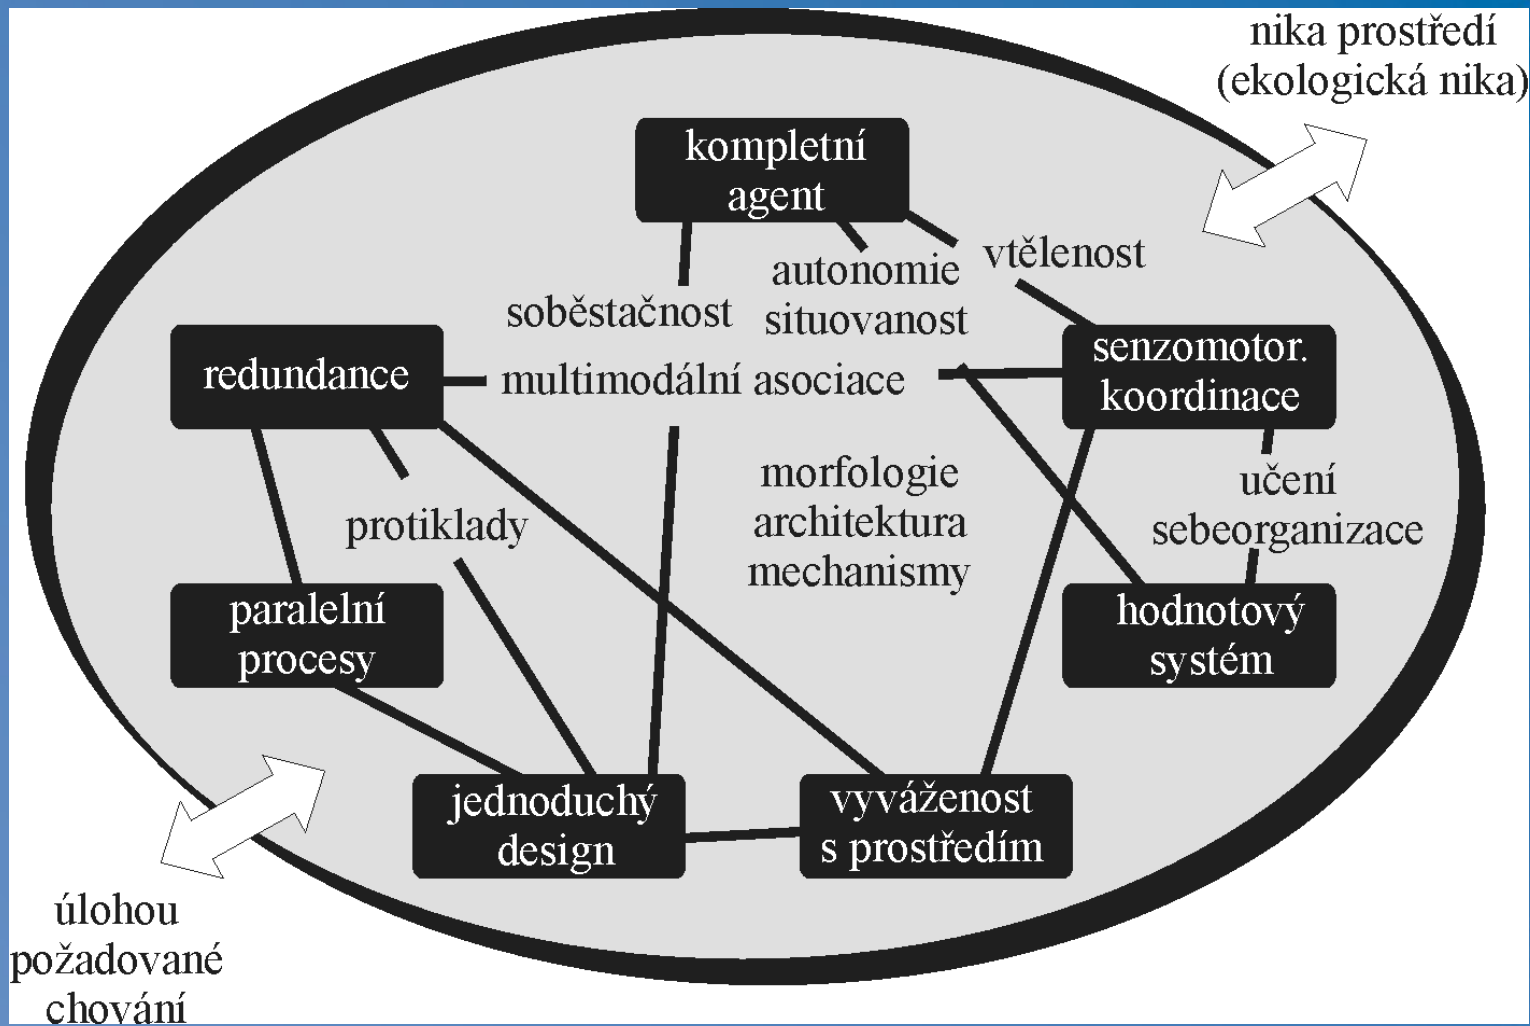 nika prostředí
(ekologická nika)
kompletní
agent
vtělenost
autonomie
situovanost
soběstačnost
redundance
multimodální asociace
senzomotor.
koordinace
morfologie
architektura
mechanismy
učení
sebeorganizace
protiklady
paralelní
procesy
hodnotový
systém
jednoduchý
design
vyváženost
s prostředím
úlohou
požadované
chování